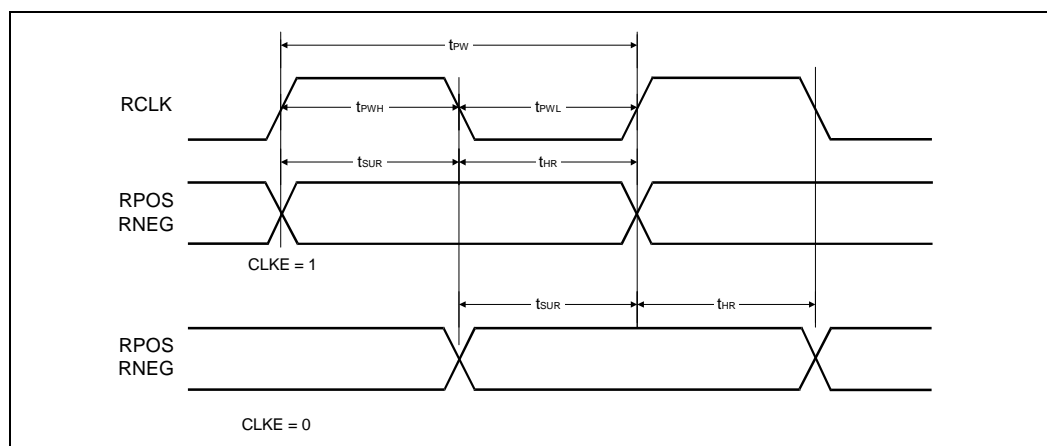 tPW
RCLK
tPWH
tPWL
tSUR
tHR
RPOS
RNEG
CLKE = 1
tSUR
tHR
RPOS
RNEG
CLKE = 0